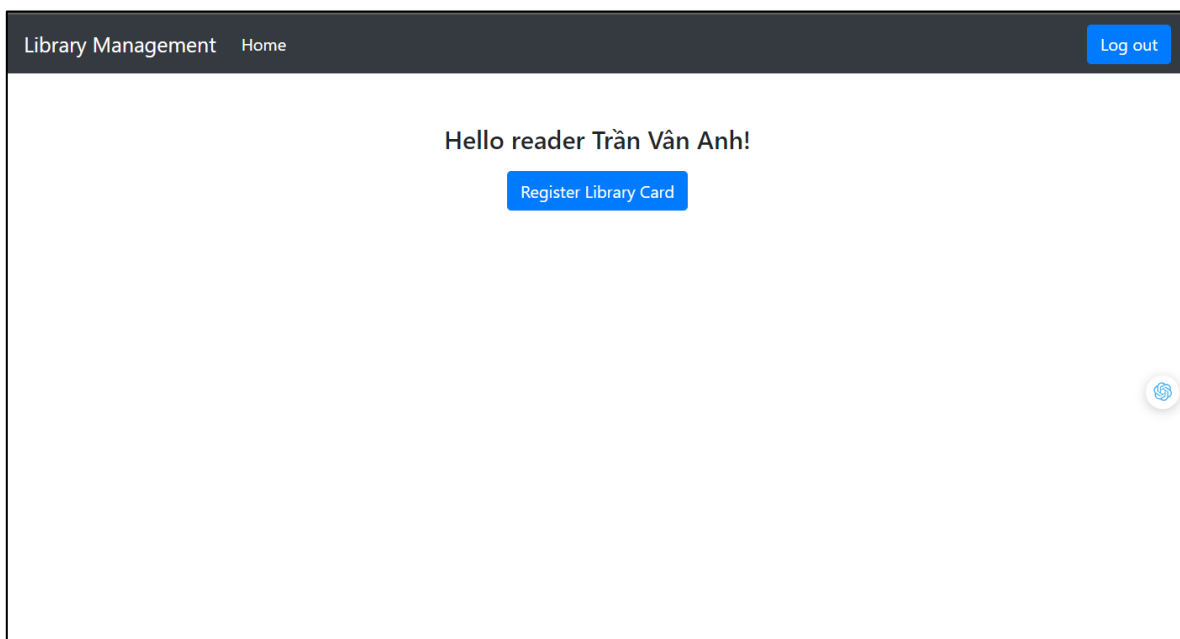 Library Management Home Log out
Hello reader Trần Vân Anh!
Register Library Card